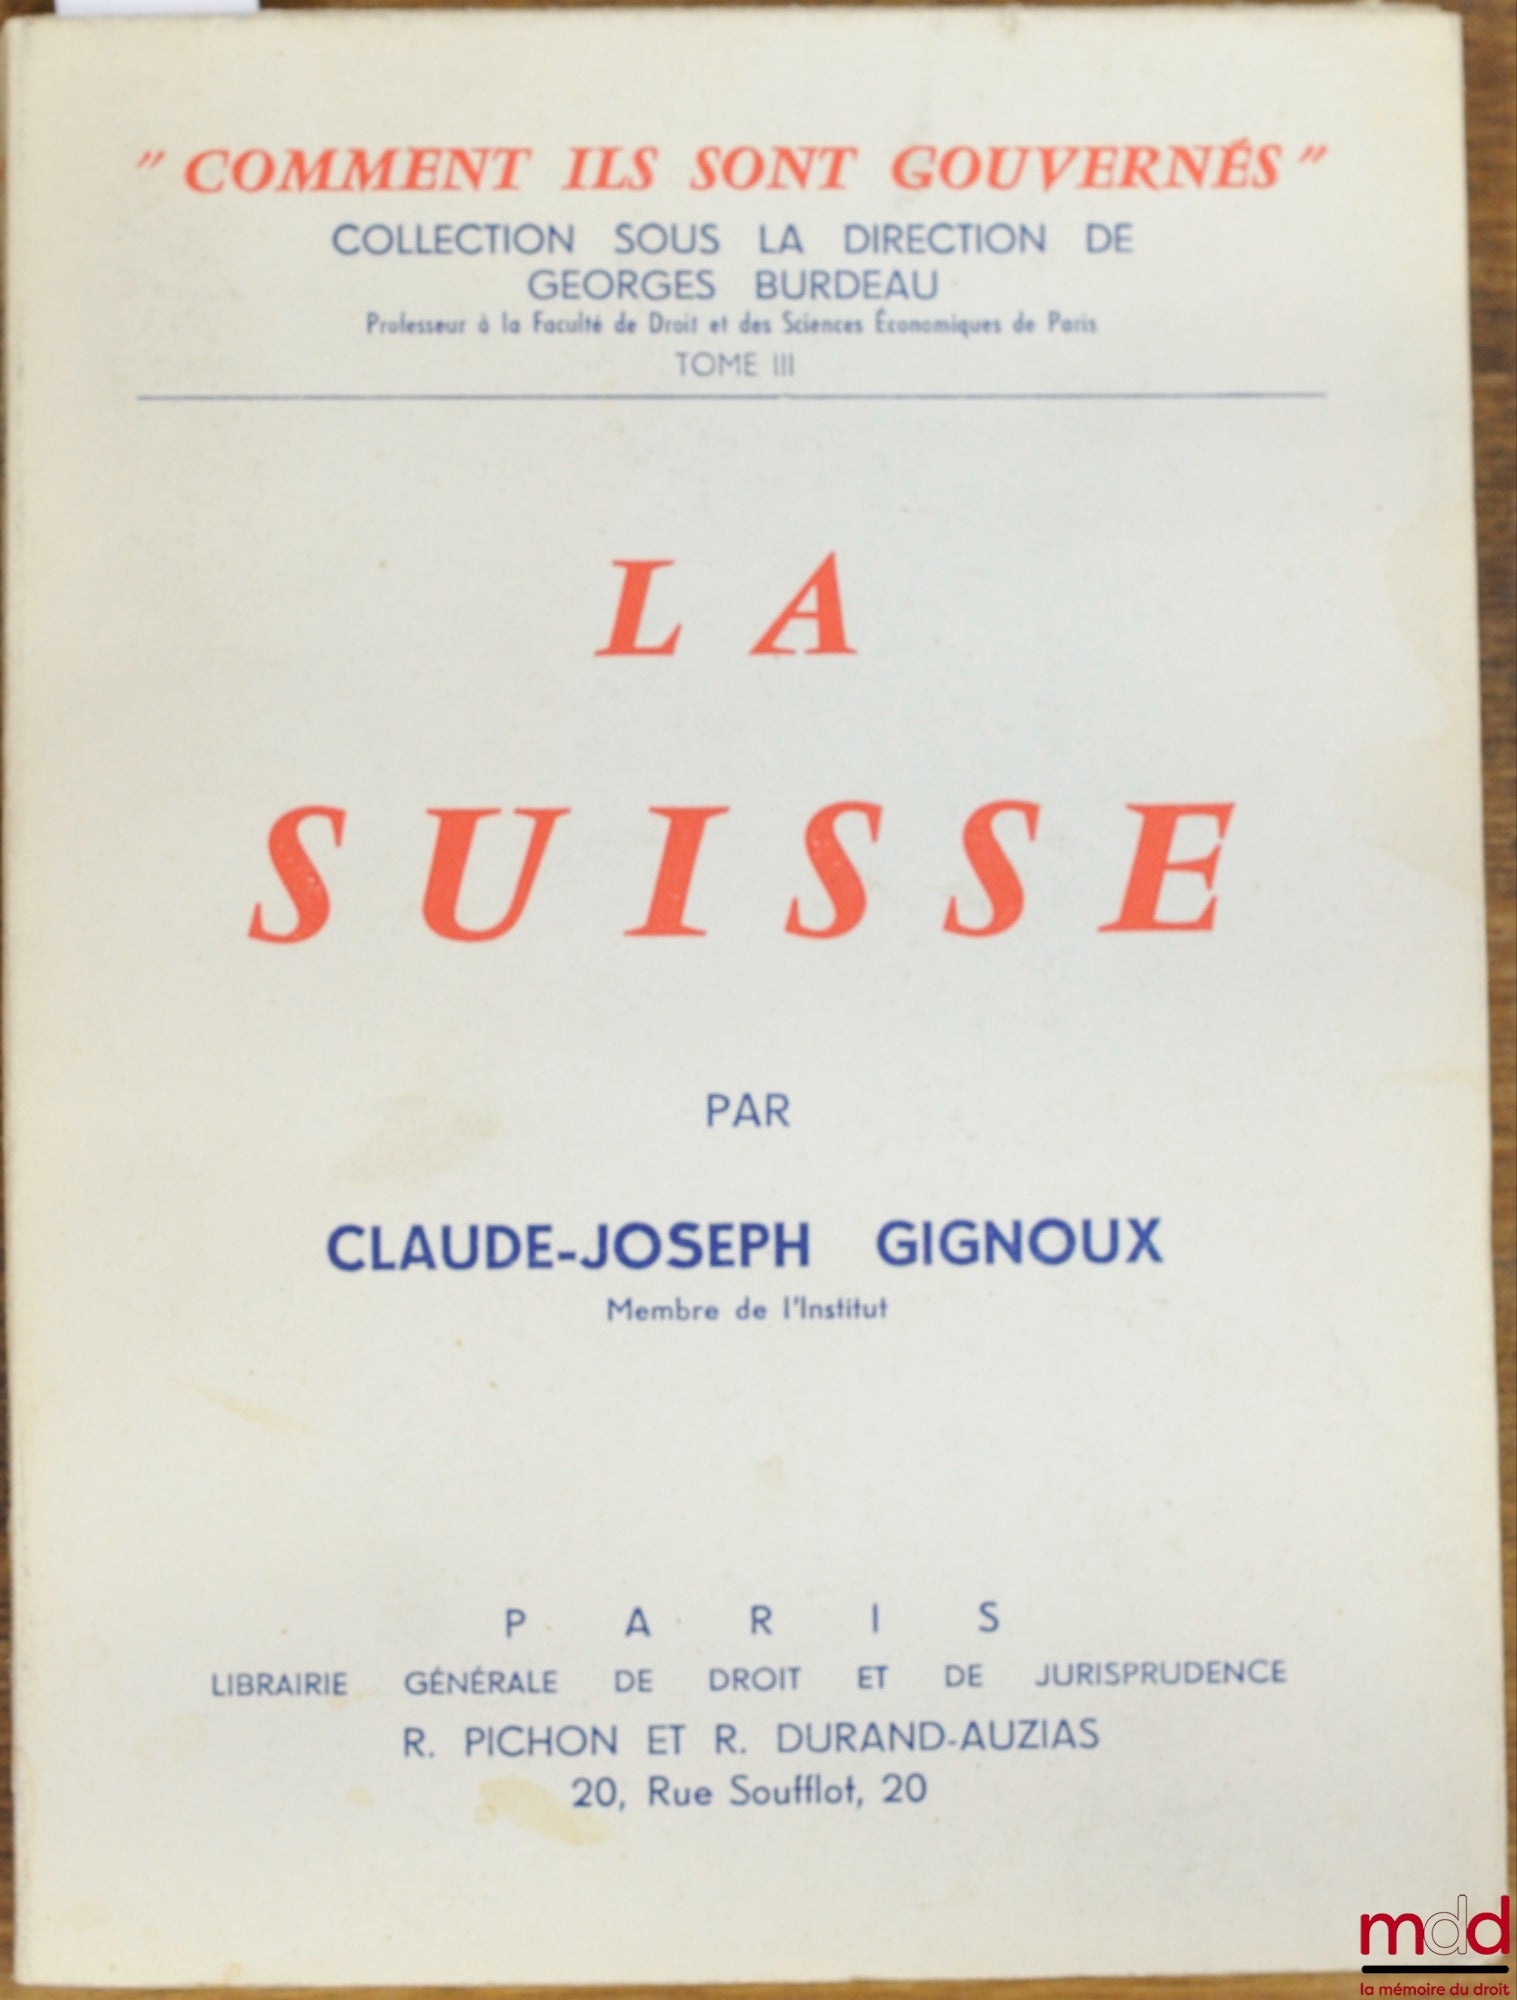 " COMMENT ILS SONT GOUVERNÉS "
COLLECTION SOUS LA DIRECTION DE
GEORGES BURDEAU
Professeur à la Faculté de Droit et des Sciences Économiques de Paris
TOME III
LA
SUISSE
PAR
CLAUDE-JOSEPH GIGNOUX
Membre de l'Institut
PARIS
LIBRAIRIE GÉNÉRALE DE DROIT ET DE JURISPRUDENCE
R. PICHON ET R. DURAND-AUZIAS
20, Rue Soufflot, 20
mdd
la mémoire du droit